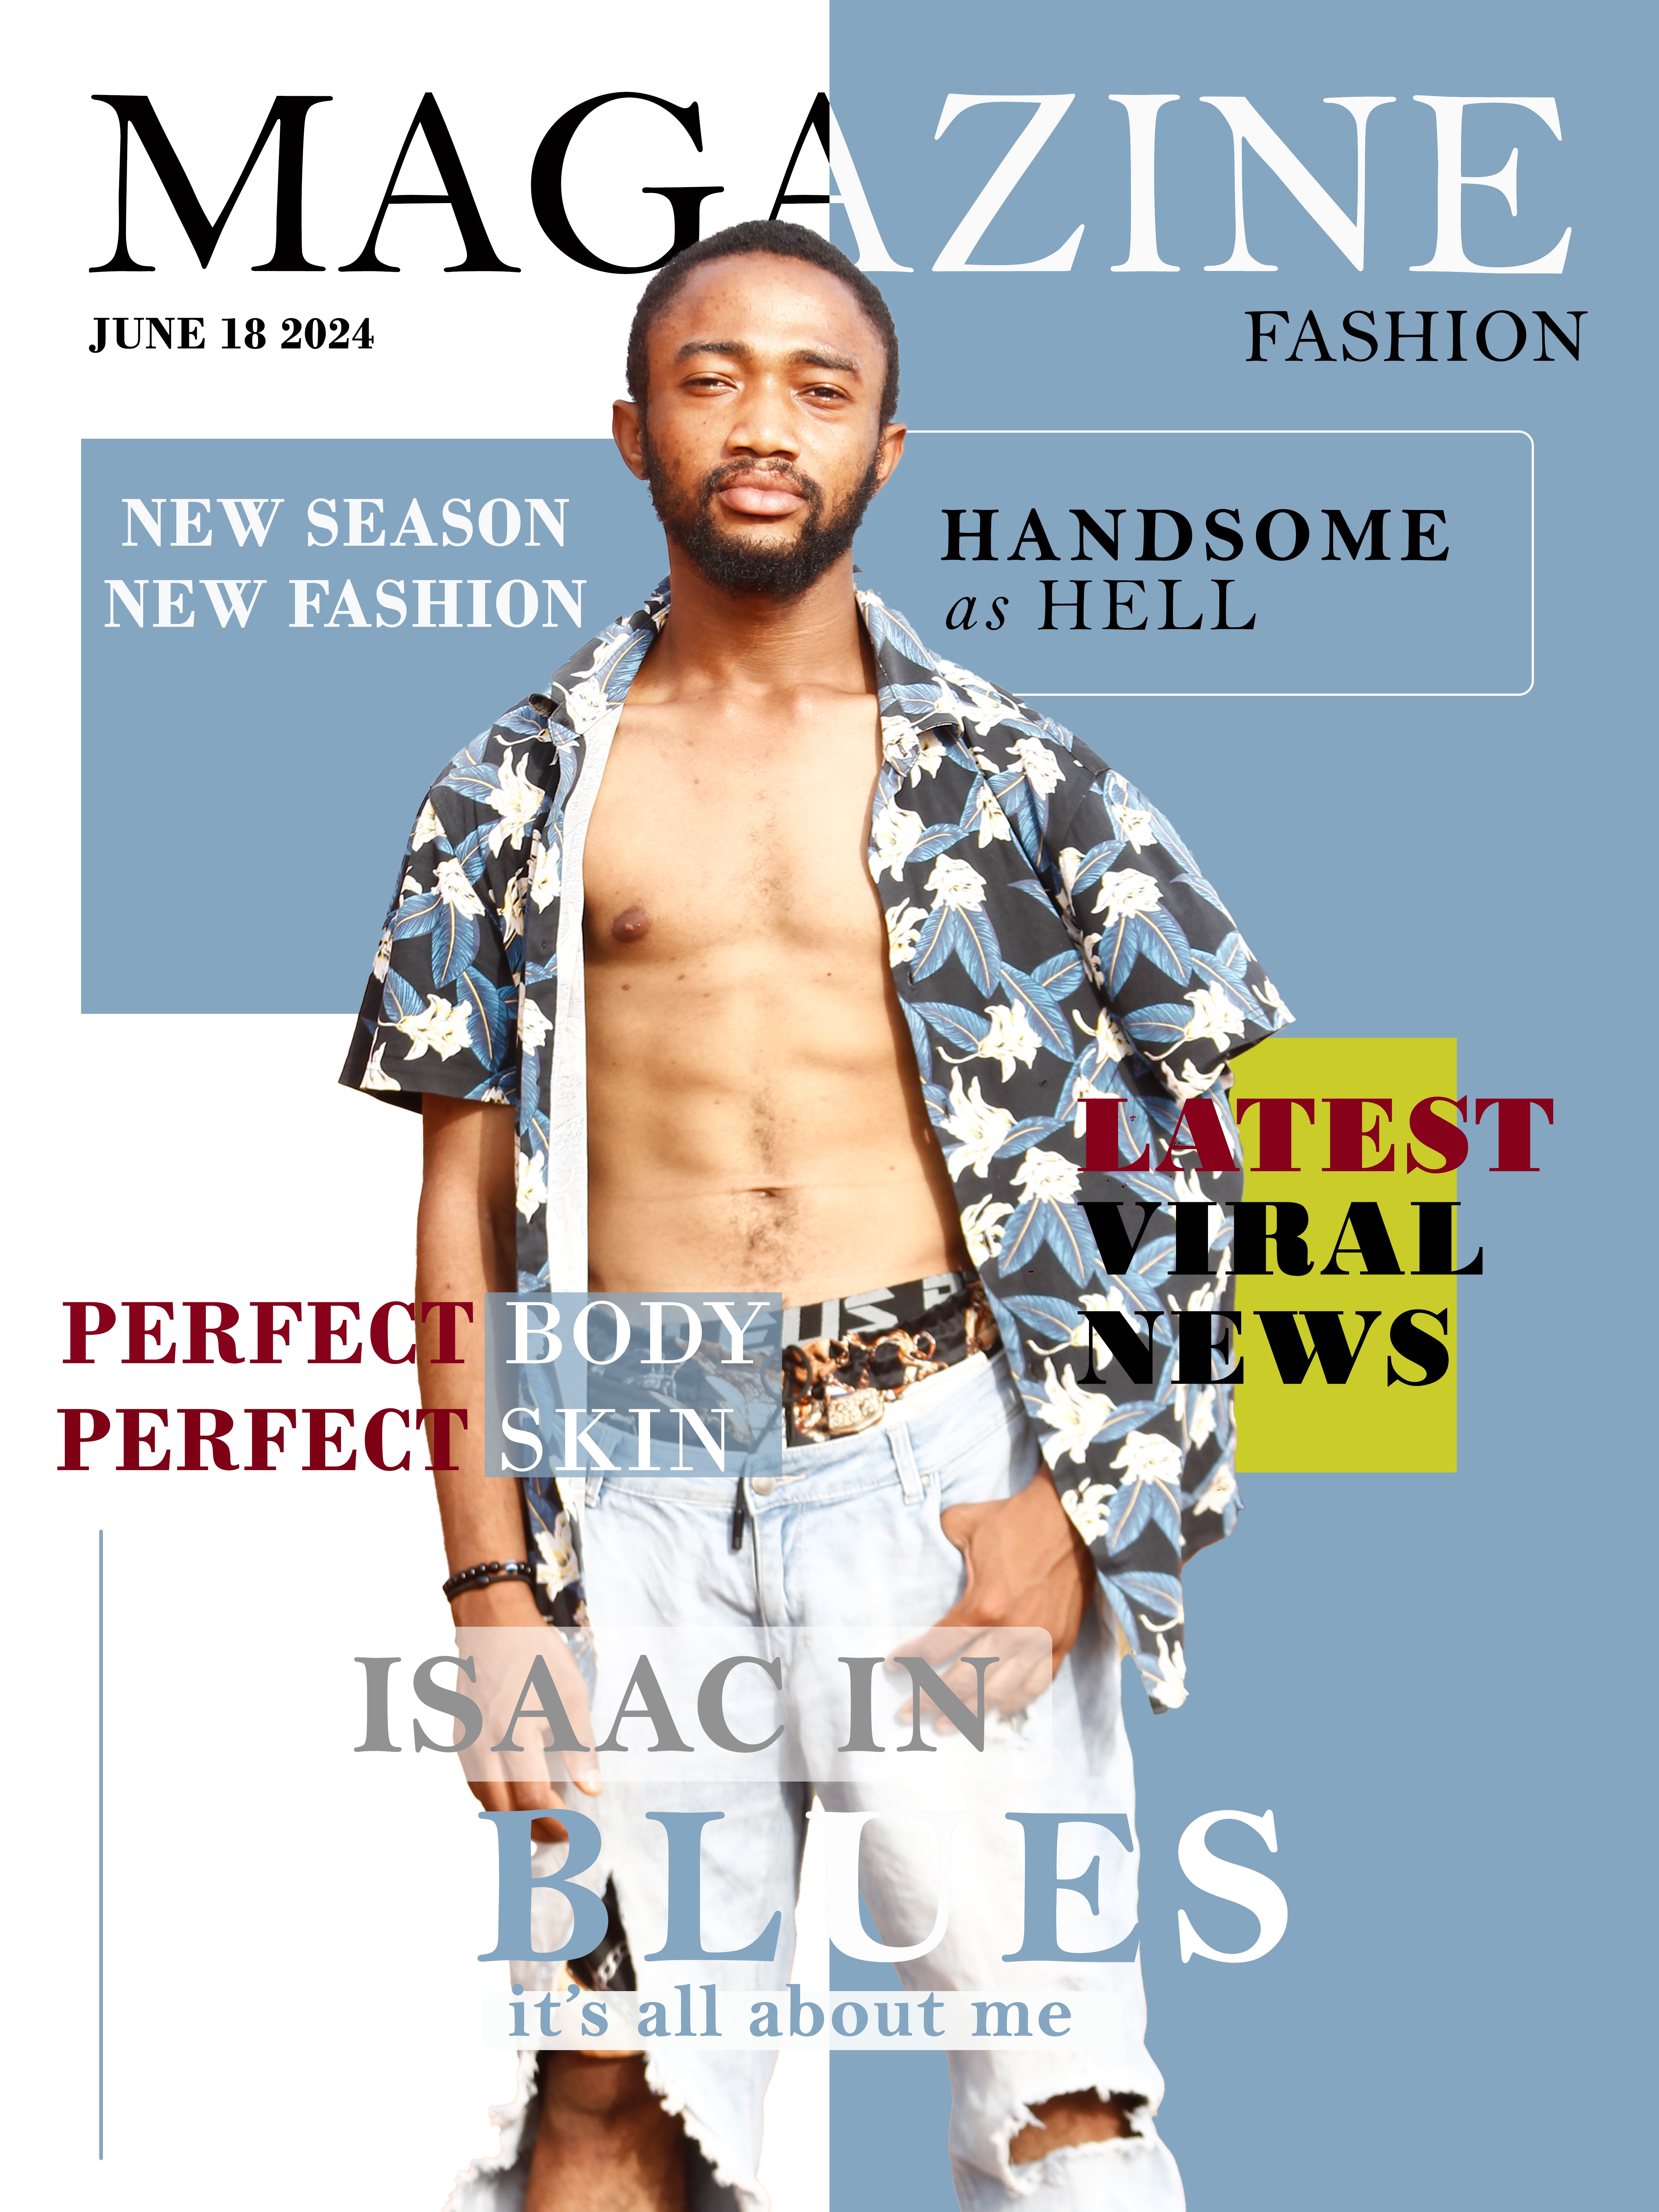 MAGAZINE
JUNE 18 2024
FASHION
NEW SEASON
NEW FASHION
HANDSOME
as HELL
LATEST
VIRAL
NEWS
PERFECT BODY
PERFECT SKIN
ISAAC IN
BLUES
it's all about me